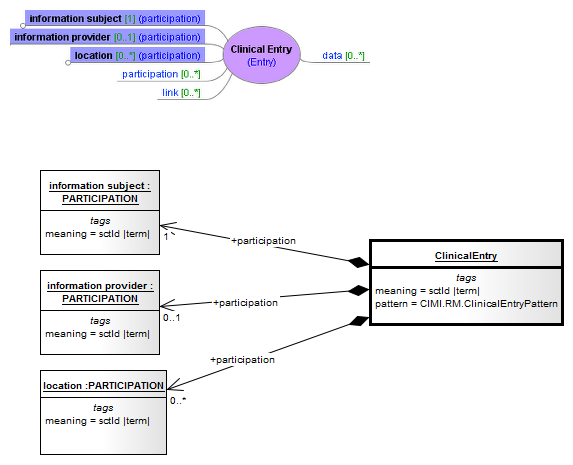 information subject [1] (participation)
information provider [0..1] (participation)
location [0..*] (participation)
participation [0..*]
link [0..*]
Clinical Entry
(Entry)
data [0..*]
information subject :
PARTICIPATION
tags
meaning = sctId |term|
1
+participation
information provider :
PARTICIPATION
tags
meaning = sctId |term|
0..1
+participation
location :PARTICIPATION
tags
meaning = sctId |term|
0..*
+participation
ClinicalEntry
tags
meaning = sctId |term|
pattern = CIMI.RM.ClinicalEntryPattern